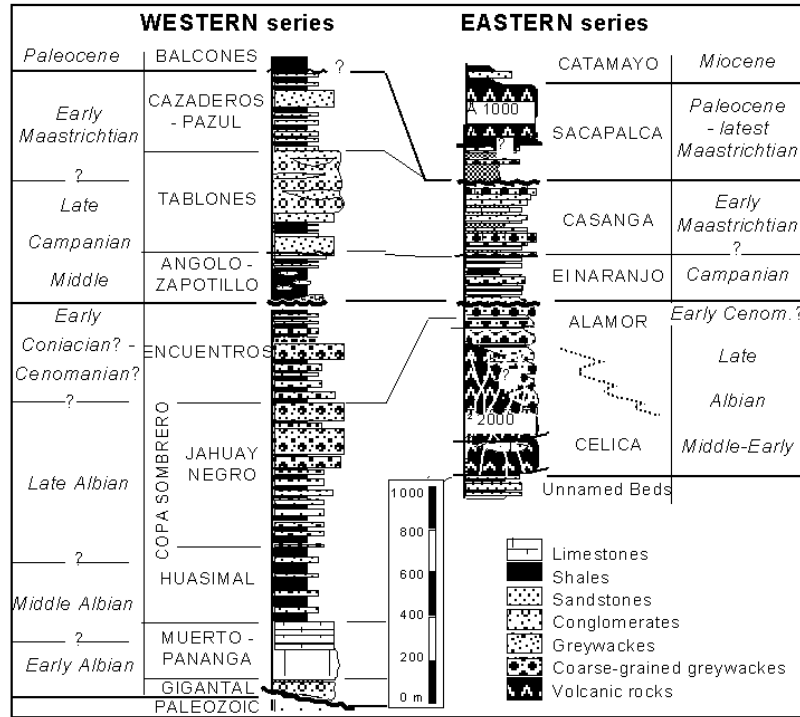 WESTERN series
EASTERN series
Paleocene
BALCONES
?
Early
Maastrichtian
CAZADEROS
- PAZUL
?
Late
Campanian
Middle
TABLONES
ANGOLO-
ZAPOTILLO
Early
Coniacian? -
Cenomanian?
ENCUENTROS
?
COPA SOMBRERO
Late Albian
JAHUAY
NEGRO
?
Middle Albian
HUASIMAL
?
Early Albian
MUERTO -
PANANGA
GIGANTAL
PALEOZOIC
CATAMAYO
Miocene
1000
?
SACAPALCA
Paleocene
- latest
Maastrichtian
CASANGA
Early
Maastrichtian
?
El NARANJO
Campanian
ALAMOR
Early Cenom.?
?
Late
Albian
2000
CELICA
Middle-Early
Unnamed Beds
1000
800
600
400
200
0 m
Limestones
Shales
Sandstones
Conglomerates
Greywackes
Coarse-grained greywackes
Volcanic rocks